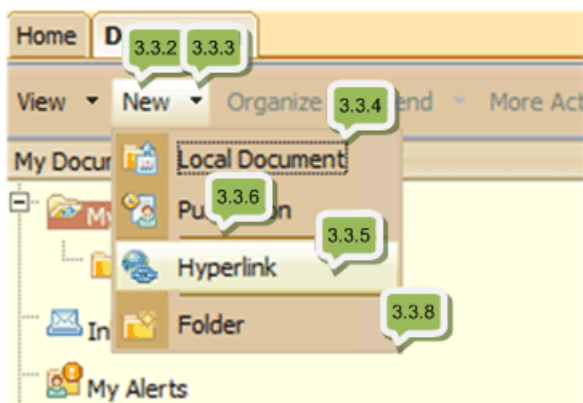 Home D
3.3.2 3.3.3
View New Organize end More Act
3.3.4
My Docu
Local Document
3.3.6
My Pu on
3.3.5
Hyperlink
3.3.8
In Folder
My Alerts